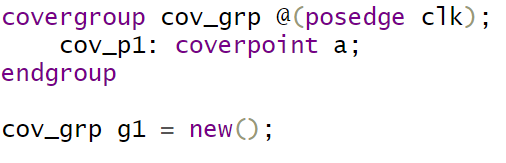 covergroup cov_grp @(posedge clk);
    cov_p1: coverpoint a;
endgroup

cov_grp g1 = new();